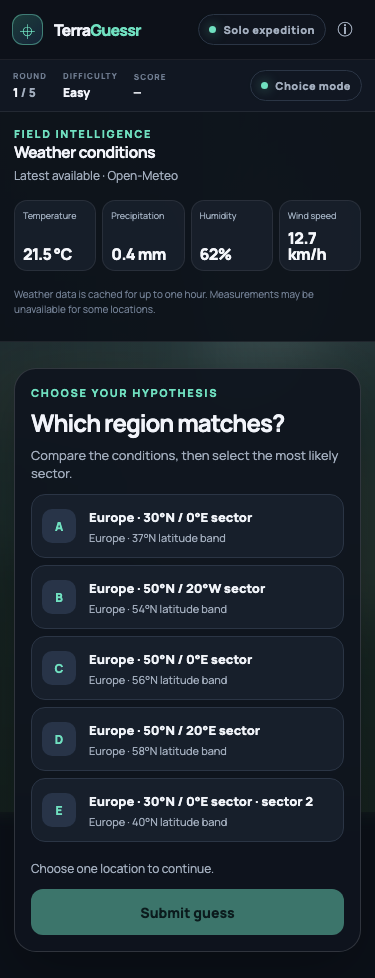 TerraGuessr
Solo expedition
ROUND
1 / 5
DIFFICULTY
Easy
SCORE
–
Choice mode
FIELD INTELLIGENCE
Weather conditions
Latest available · Open-Meteo
Temperature
21.5°C
Precipitation
0.4 mm
Humidity
62%
Wind speed
12.7
km/h
Weather data is cached for up to one hour. Measurements may be
unavailable for some locations.
CHOOSE YOUR HYPOTHESIS
Which region matches?
Compare the conditions, then select the most likely
sector.
A
Europe · 30°N / 0°E sector
Europe · 37°N latitude band
B
Europe · 50°N / 20°W sector
Europe · 54°N latitude band
C
Europe · 50°N / 0°E sector
Europe · 56°N latitude band
D
Europe · 50°N / 20°E sector
Europe · 58°N latitude band
E
Europe · 30°N / 0°E sector · sector 2
Europe · 40°N latitude band
Choose one location to continue.
Submit guess